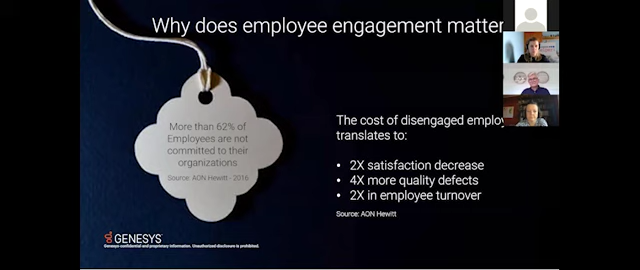 Why does employee engagement matter
More than 62% of
Employees are not
committed to their
organizations
Source: AON Hewitt - 2016
The cost of disengaged
translates to:
• 2X satisfaction decrease
• 4X more quality defects
• 2X in employee turnover
Source: AON Hewitt
GENESYS
Genesys confidential and proprietary information. Unauthorized disclosure is prohibited.